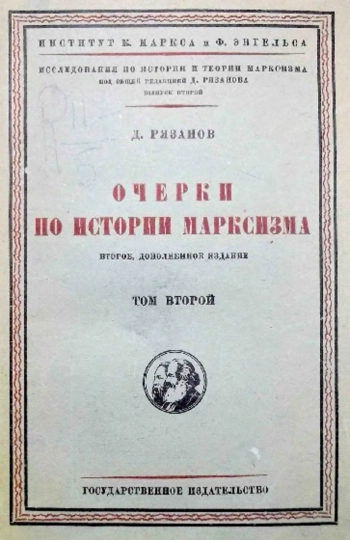 ИНСТИТУТ К. МАРКСА и Ф. ЭНГЕЛЬСА
ИССЛЕДОВАНИЯ ПО ИСТОРИИ И ТЕОРИИ МАРКСИЗМА
ПОД ОБЩЕЙ РЕДАКЦИЕЙ Д. РЯЗАНОВА
ВЫПУСК ВТОРОЙ
Д. РЯЗАНОВ
ОЧЕРКИ
ПО ИСТОРИИ МАРКСИЗМА
ВТОРОЕ, ДОПОЛНЕННОЕ ИЗДАНИЕ
ТОМ ВТОРОЙ
ГОСУДАРСТВЕННОЕ ИЗДАТЕЛЬСТВО